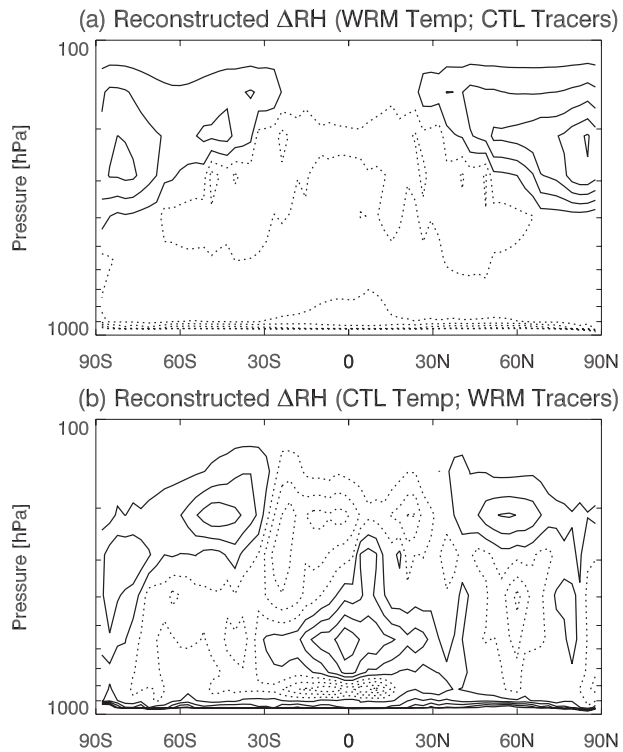 (a) Reconstructed ΔRH (WRM Temp; CTL Tracers)
100
Pressure [hPa]
1000
90S 60S 30S 0 30N 60N 90N
(b) Reconstructed ΔRH (CTL Temp; WRM Tracers)
100
Pressure [hPa]
1000
90S 60S 30S 0 30N 60N 90N